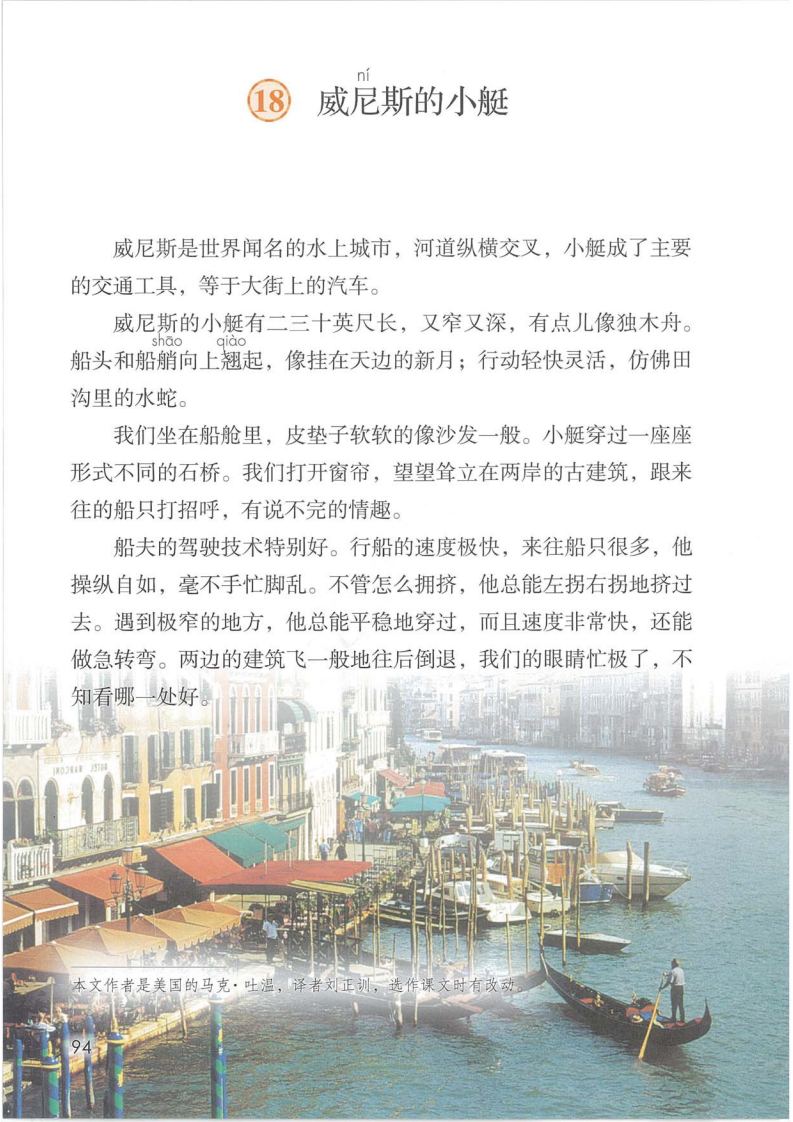 ní
18 威尼斯的小艇
威尼斯是世界闻名的水上城市，河道纵横交叉，小艇成了主要
的交通工具，等于大街上的汽车。
威尼斯的小艇有二三十英尺长，又窄又深，有点儿像独木舟。
shāo qiào
船头和船艄向上翘起，像挂在天边的新月；行动轻快灵活，仿佛田
沟里的水蛇。
我们坐在船舱里，皮垫子软软的像沙发一般。小艇穿过一座座
形式不同的石桥。我们打开窗帘，望望耸立在两岸的古建筑，跟来
往的船只打招呼，有说不完的情趣。
船夫的驾驶技术特别好。行船的速度极快，来往船只很多，他
操纵自如，毫不手忙脚乱。不管怎么拥挤，他总能左拐右拐地挤过
去。遇到极窄的地方，他总能平稳地穿过，而且速度非常快，还能
做急转弯。两边的建筑飞一般地往后倒退，我们的眼睛忙极了，不
知看哪一处好。
本文作者是美国的马克·吐温，译者刘正训，选作课文时有改动。
94